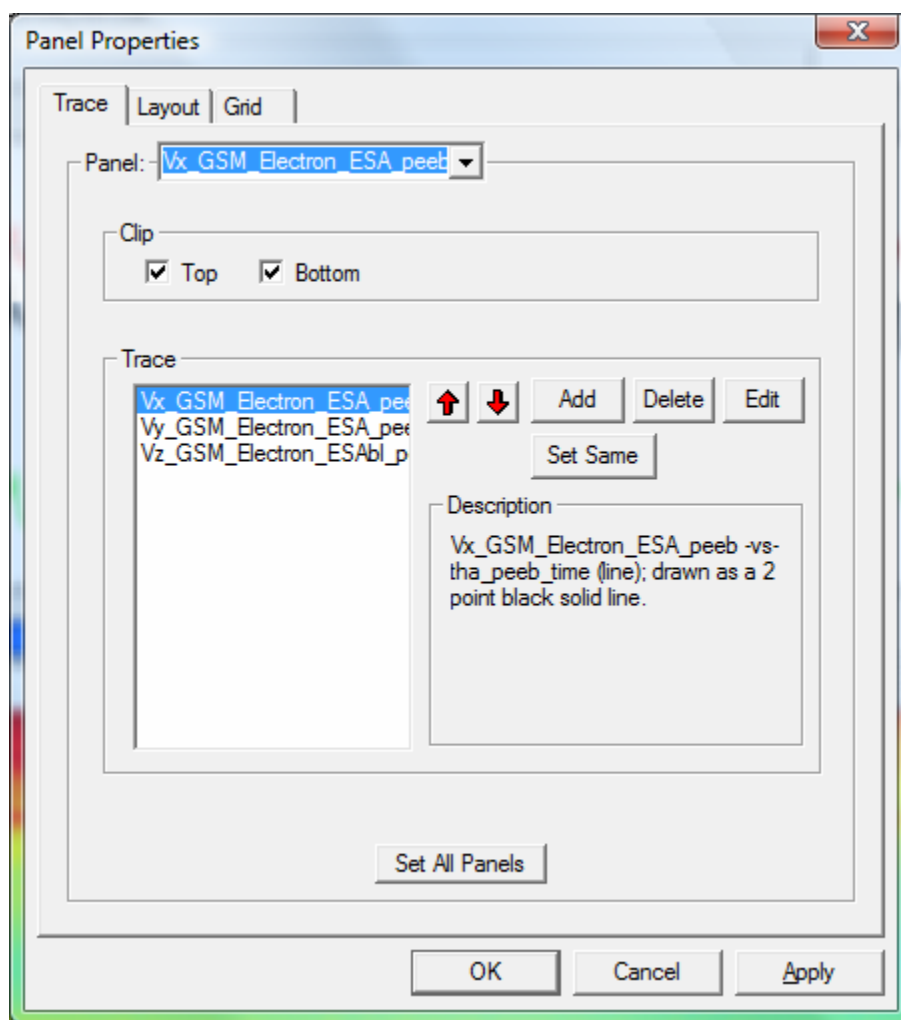 Panel Properties
Trace Layout Grid
Panel: Vx_GSM_Electron_ESA_peeb
Clip
Top Bottom
Trace
Vx_GSM_Electron_ESA_pee
Vy_GSM_Electron_ESA_pee
Vz_GSM_Electron_ESAbl_p
Add Delete Edit
Set Same
Description
Vx_GSM_Electron_ESA_peeb -vs-
tha_peeb_time (line); drawn as a 2
point black solid line.
Set All Panels
OK Cancel Apply